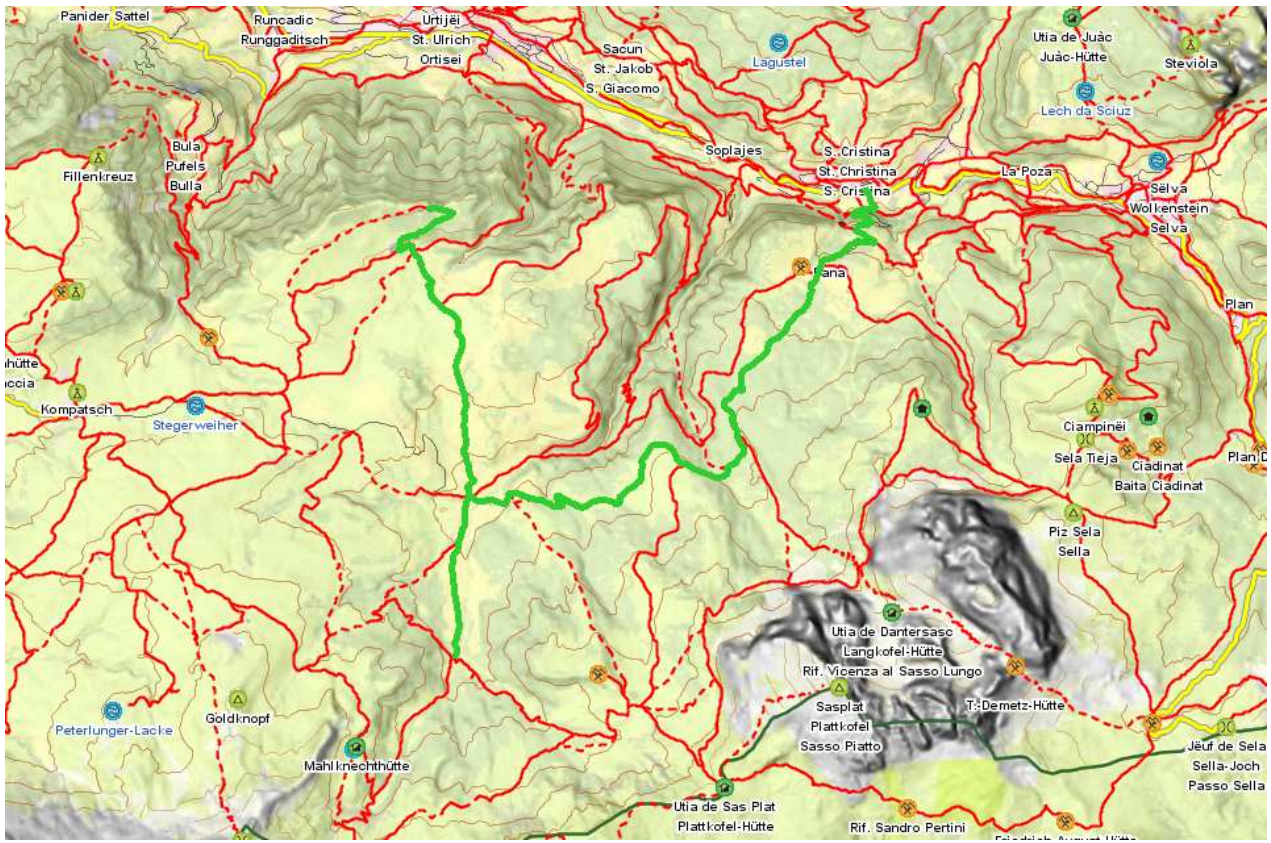 Panider Sattel
Runcadic
Runggaditsch
Urtijëi
St. Ulrich
Ortisei
Sacun
St. Jakob
S. Giacomo
Lagustel
Utia de Juàc
Juàc-Hütte
Steviola
Lech da Sciuz
Bula
Pufels
Bulla
Fillenkreuz
Soplajes
S. Cristina
St. Christina
S. Cristina
La Poza
Sëlva
Wolkenstein
Selva
Plan
Kompatsch
Stegerweiher
Ciampinëi
Sela Tieja
Ciadinat
Baita Ciadinat
Piz Sela
Sella
Utia de Dantersasc
Langkofel-Hütte
Rif. Vicenza al Sasso Lungo
T.-Demetz-Hütte
Sasplat
Plattkofel
Sasso Piatto
Goldknopf
Peterlunger-Lacke
Mahlknechthütte
Jëuf de Sela
Sella-Joch
Passo Sella
Utia de Sas Plat
Plattkofel-Hütte
Rif. Sandro Pertini